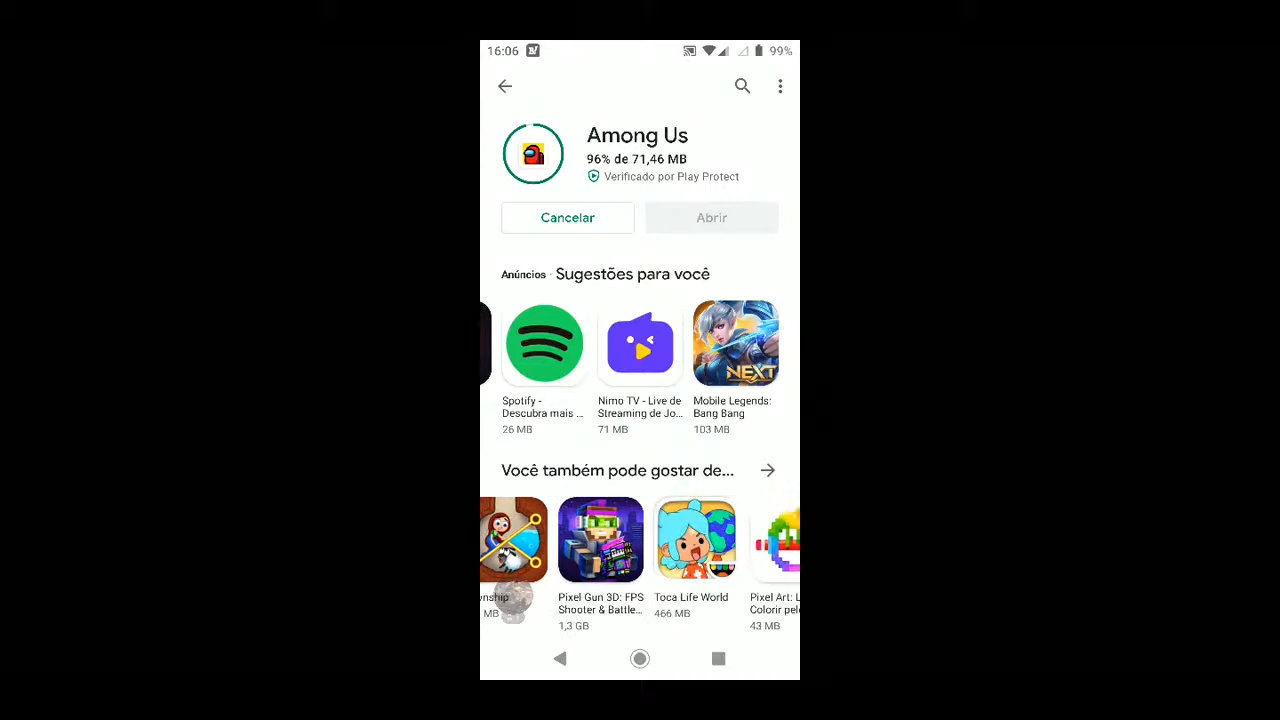 16:06
99%
Among Us
96% de 71,46 MB
Verificado por Play Protect
Cancelar
Abrir
Anúncios · Sugestões para você
NEXT
Spotify -
Descubra mais ...
26 MB
Nimo TV - Live de
Streaming de Jo...
71 MB
Mobile Legends:
Bang Bang
103 MB
Você também pode gostar de...
wnship
MB
Pixel Gun 3D: FPS
Shooter & Battle...
1,3 GB
Toca Life World
466 MB
Pixel Art: L
Colorir pel
43 MB